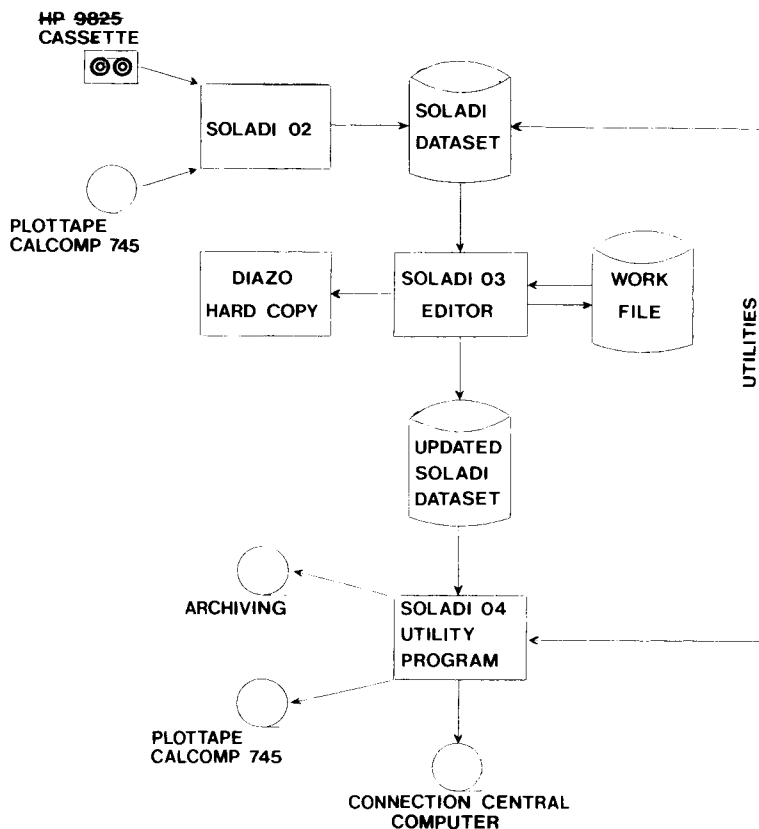 HP 9825
CASSETTE
SOLADI 02
SOLADI
DATASET
PLOTTAPE
CALCOMP 745
DIAZO
HARD COPY
SOLADI 03
EDITOR
WORK
FILE
UTILITIES
UPDATED
SOLADI
DATASET
ARCHIVING
SOLADI 04
UTILITY
PROGRAM
PLOTTAPE
CALCOMP 745
CONNECTION CENTRAL
COMPUTER